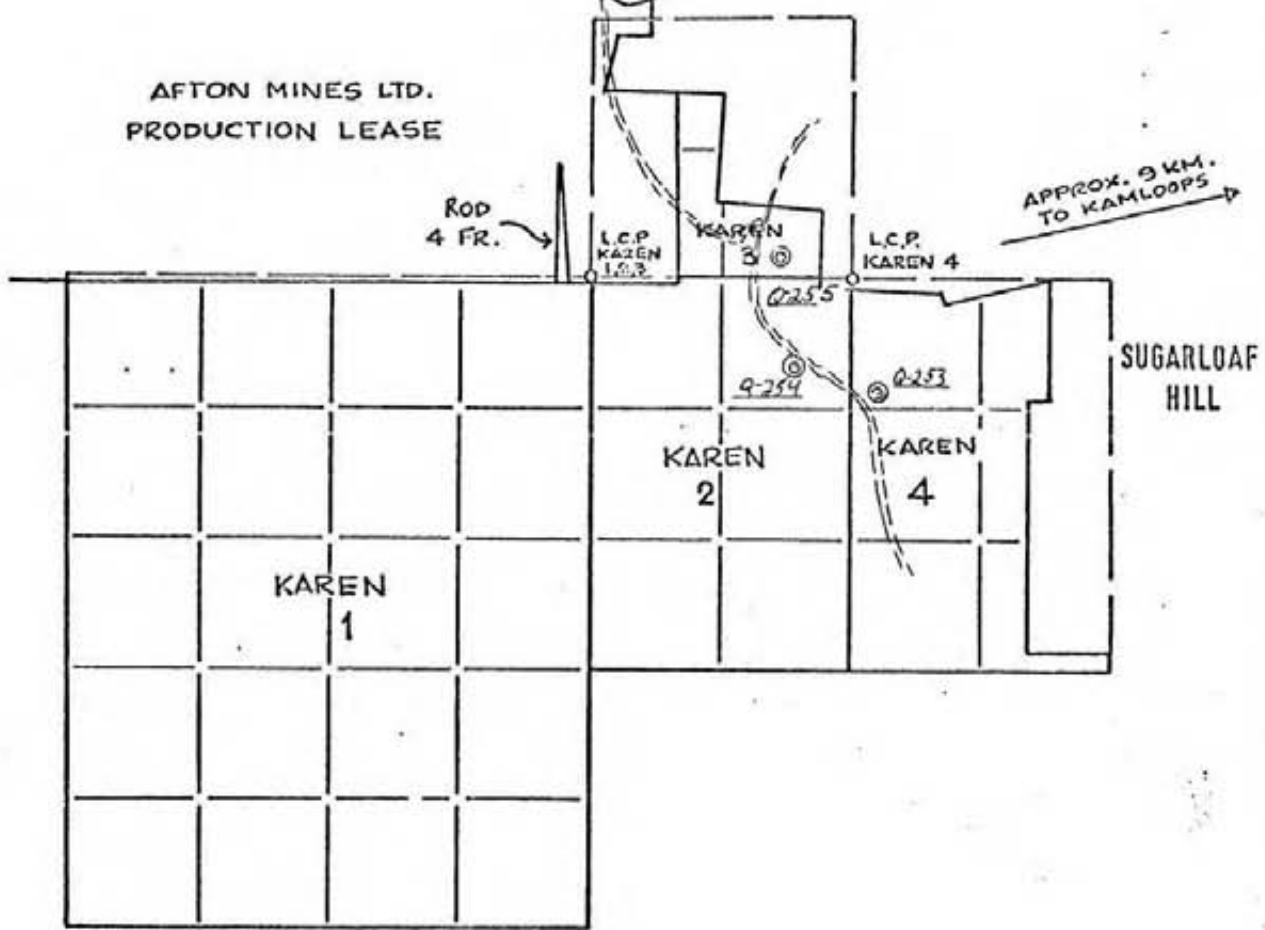 AFTON MINES LTD.
PRODUCTION LEASE
APPROX. 9 KM.
TO KAMLOOPS
ROD
4 FR.
L.C.P.
KAREN
1,2,3
KAREN
3
L.C.P.
KAREN 4
Q-255
SUGARLOAF
HILL
Q-254
Q-253
KAREN
2
KAREN
4
KAREN
1